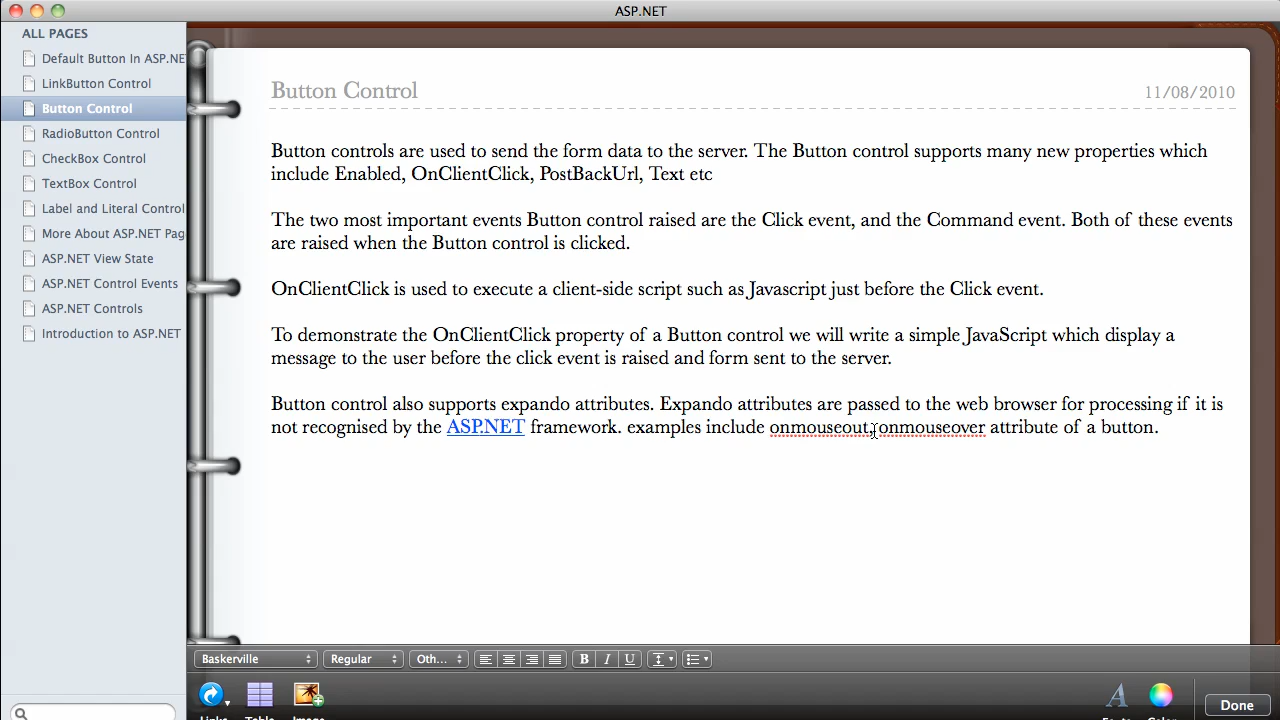 ASP.NET
ALL PAGES
Default Button In ASP.NE
LinkButton Control
Button Control
RadioButton Control
CheckBox Control
TextBox Control
Label and Literal Control
More About ASP.NET Pag
ASP.NET View State
ASP.NET Control Events
ASP.NET Controls
Introduction to ASP.NET
Button Control 11/08/2010
Button controls are used to send the form data to the server. The Button control supports many new properties which
include Enabled, OnClientClick, PostBackUrl, Text etc
The two most important events Button control raised are the Click event, and the Command event. Both of these events
are raised when the Button control is clicked.
OnClientClick is used to execute a client-side script such as Javascript just before the Click event.
To demonstrate the OnClientClick property of a Button control we will write a simple JavaScript which display a
message to the user before the click event is raised and form sent to the server.
Button control also supports expando attributes. Expando attributes are passed to the web browser for processing if it is
not recognised by the ASP.NET framework. examples include onmouseout, onmouseover attribute of a button.
Baskerville Regular Oth... B I U
Links Table Image Fonts Color Done